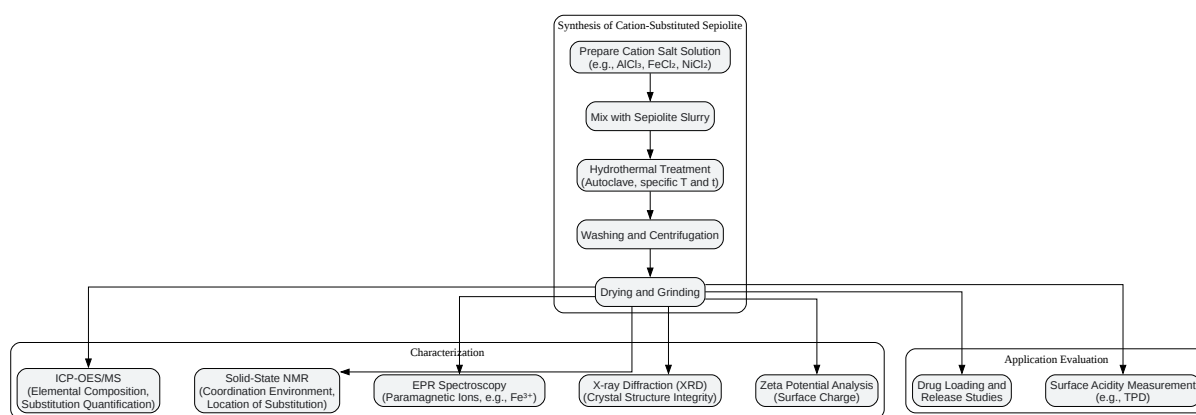 Synthesis of Cation-Substituted Sepiolite
Prepare Cation Salt Solution
(e.g., AlCl₃, FeCl₂, NiCl₂)
Mix with Sepiolite Slurry
Hydrothermal Treatment
(Autoclave, specific T and t)
Washing and Centrifugation
Drying and Grinding
Characterization
ICP-OES/MS
(Elemental Composition,
Substitution Quantification)
Solid-State NMR
(Coordination Environment,
Location of Substitution)
EPR Spectroscopy
(Paramagnetic Ions, e.g., Fe³⁺)
X-ray Diffraction (XRD)
(Crystal Structure Integrity)
Zeta Potential Analysis
(Surface Charge)
Application Evaluation
Drug Loading and
Release Studies
Surface Acidity Measurement
(e.g., TPD)